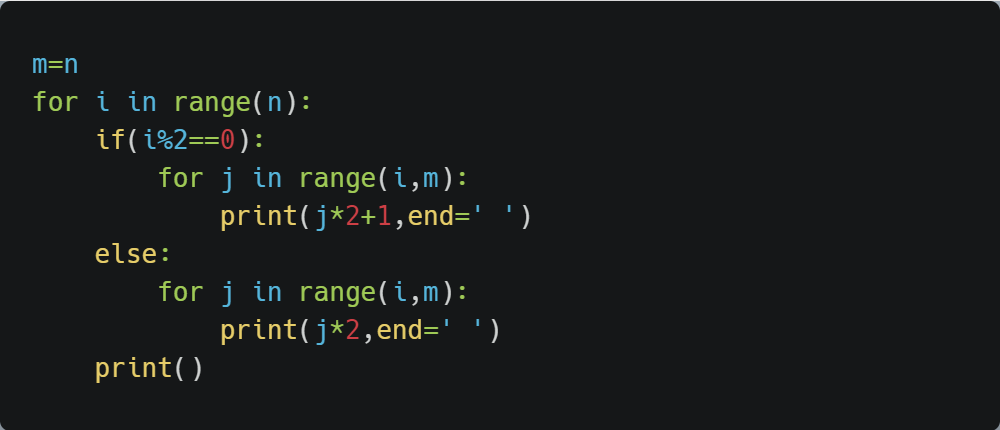 m=n
for i in range(n):
    if(i%2==0):
        for j in range(i,m):
            print(j*2+1,end=' ')
    else:
        for j in range(i,m):
            print(j*2,end=' ')
    print()